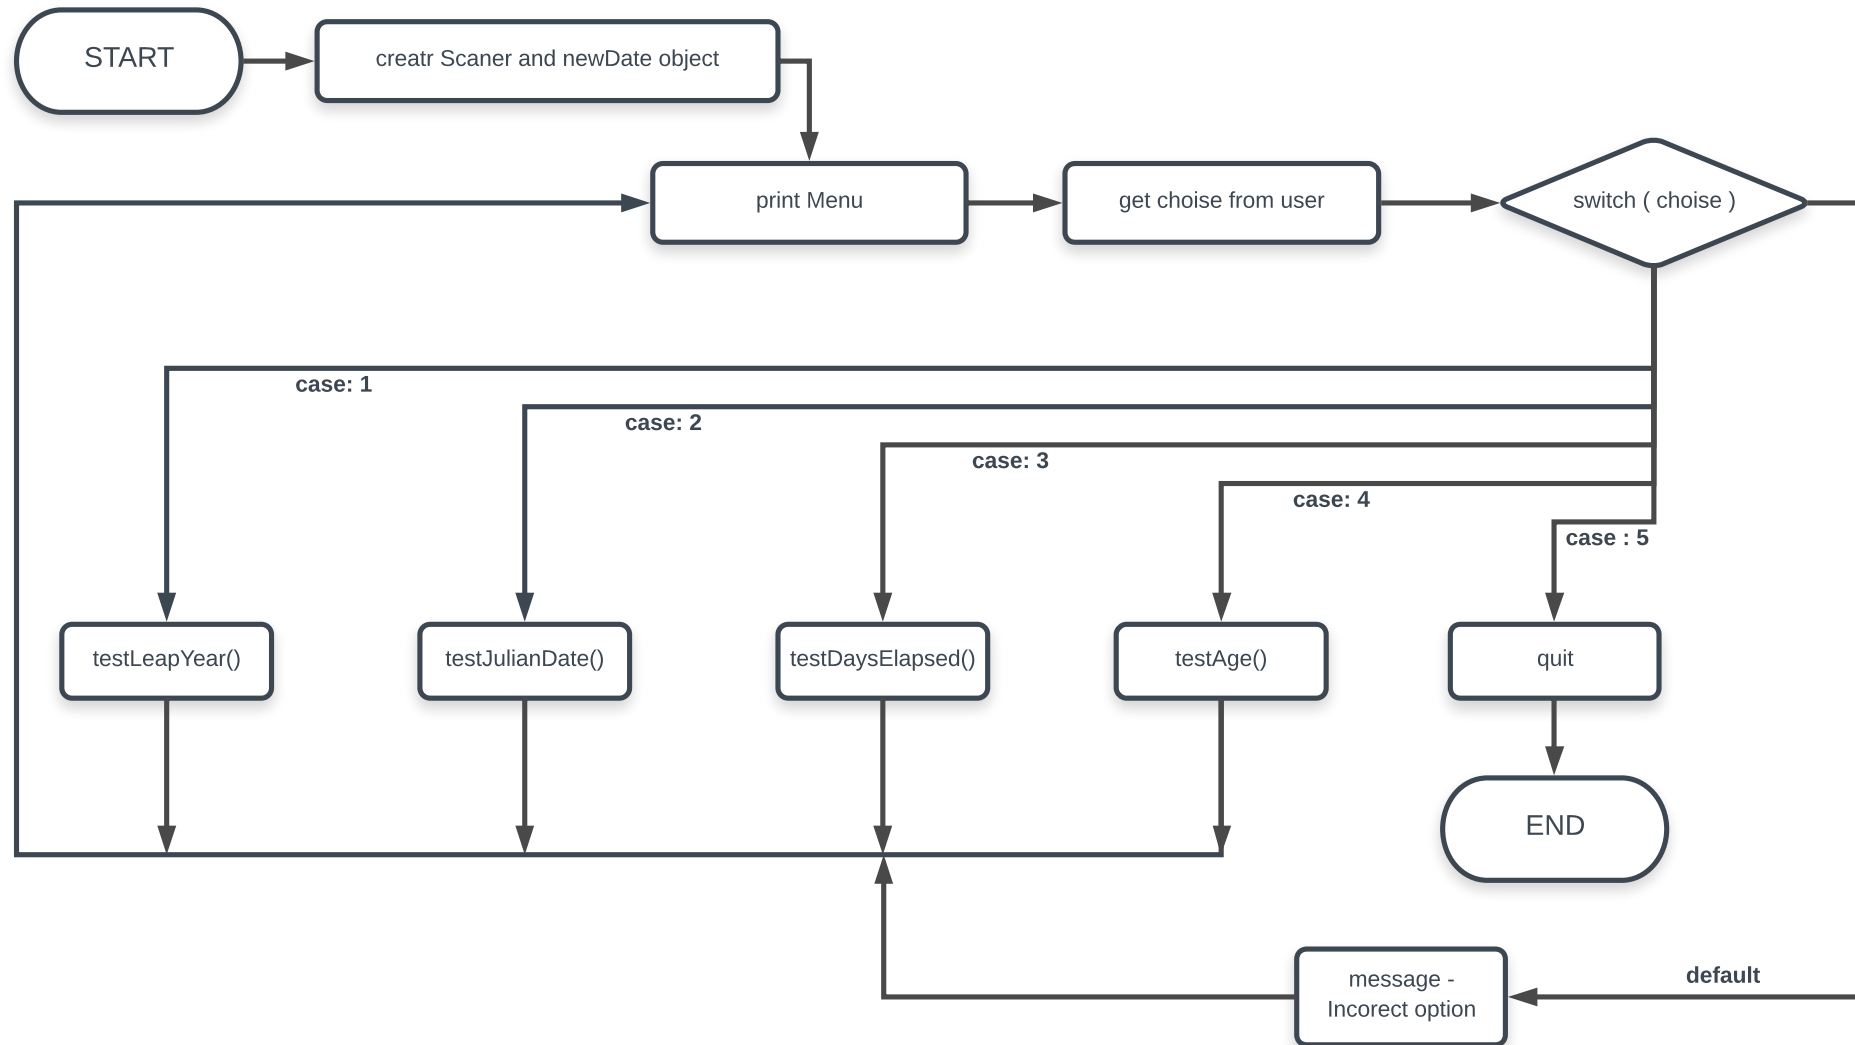 START
creatr Scaner and newDate object
print Menu
get choise from user
switch ( choise )
case: 1
case: 2
case: 3
case: 4
case : 5
testLeapYear()
testJulianDate()
testDaysElapsed()
testAge()
quit
END
message -
Incorect option
default